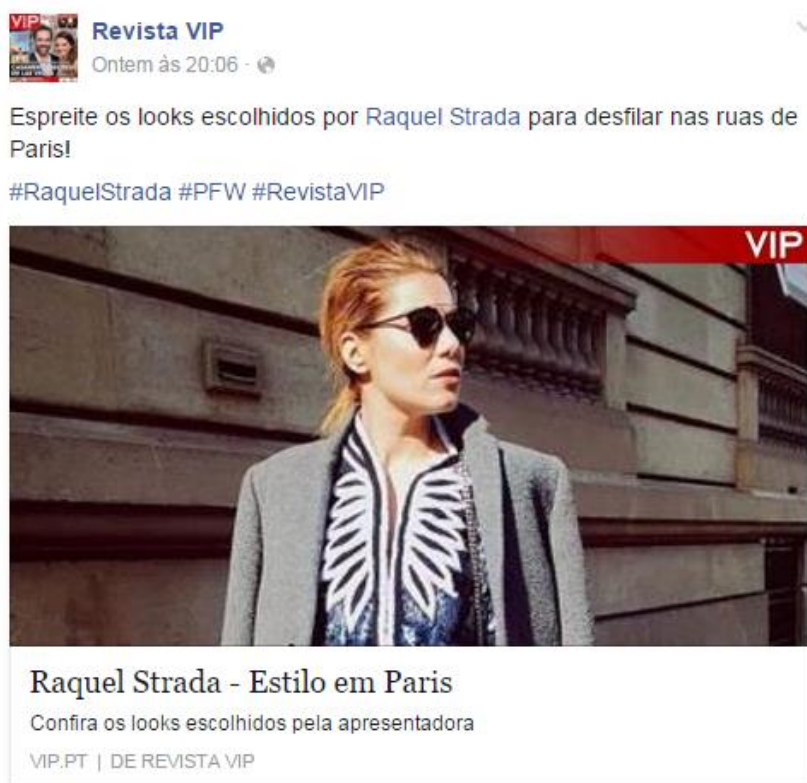 VIP
Revista VIP
Ontem às 20:06 ·
Espreite os looks escolhidos por Raquel Strada para desfilar nas ruas de
Paris!
#RaquelStrada #PFW #RevistaVIP
VIP
Raquel Strada - Estilo em Paris
Confira os looks escolhidos pela apresentadora
VIP.PT | DE REVISTA VIP